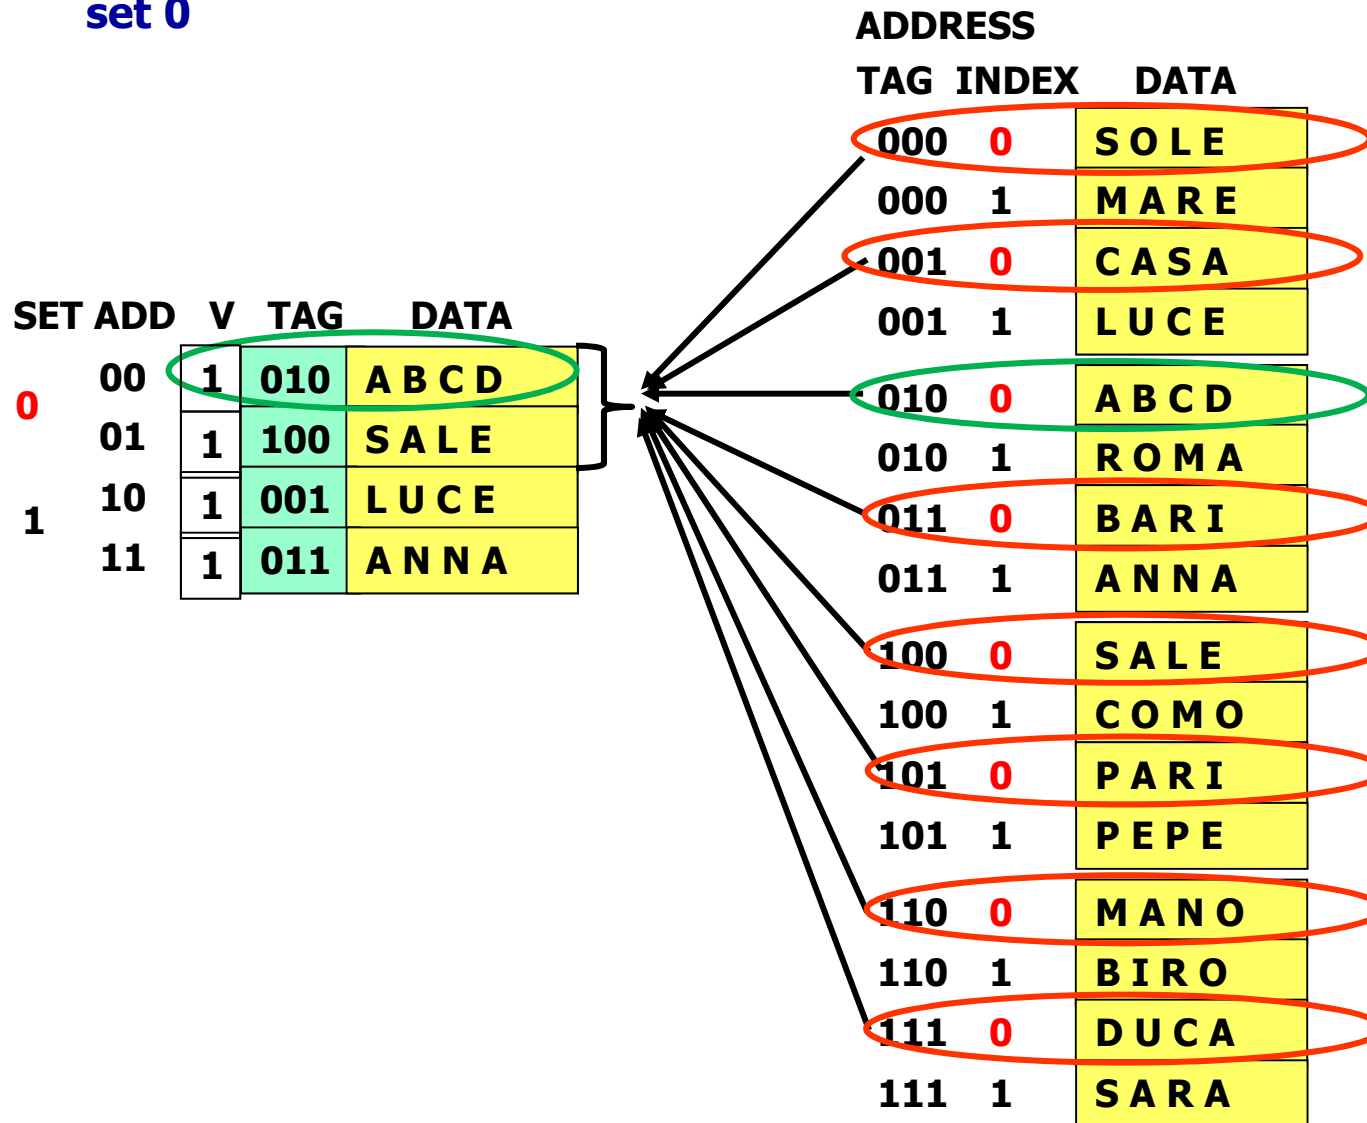 set 0
ADDRESS
TAG INDEX DATA
000 0 S O L E
000 1 M A R E
001 0 C A S A
001 1 L U C E
010 0 A B C D
010 1 R O M A
011 0 B A R I
011 1 A N N A
100 0 S A L E
100 1 C O M O
101 0 P A R I
101 1 P E P E
110 0 M A N O
110 1 B I R O
111 0 D U C A
111 1 S A R A
SET ADD V TAG DATA
0
00 1 010 A B C D
01 1 100 S A L E
1
10 1 001 L U C E
11 1 011 A N N A